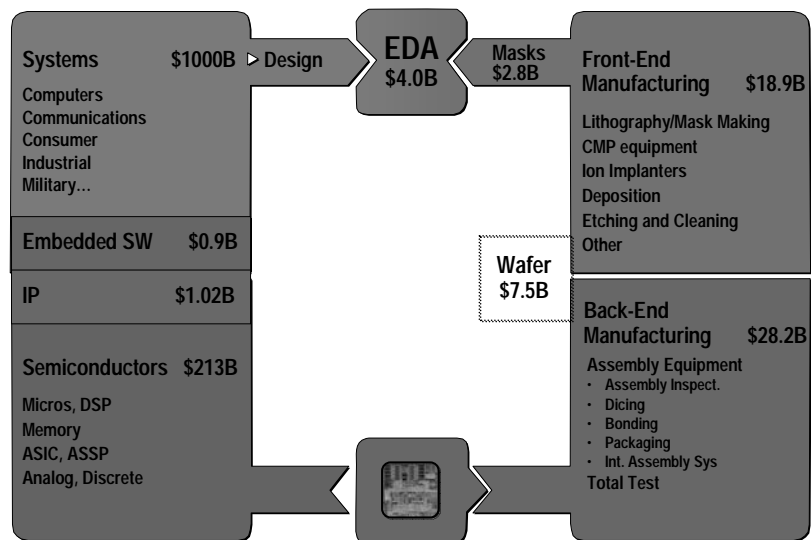 Systems $1000B
Design
Computers
Communications
Consumer
Industrial
Military...
Embedded SW $0.9B
IP $1.02B
Semiconductors $213B
Micros, DSP
Memory
ASIC, ASSP
Analog, Discrete
EDA
$4.0B
Masks
$2.8B
Front-End
Manufacturing $18.9B
Lithography/Mask Making
CMP equipment
Ion Implanters
Deposition
Etching and Cleaning
Other
Wafer
$7.5B
Back-End
Manufacturing $28.2B
Assembly Equipment
• Assembly Inspect.
• Dicing
• Bonding
• Packaging
• Int. Assembly Sys
Total Test